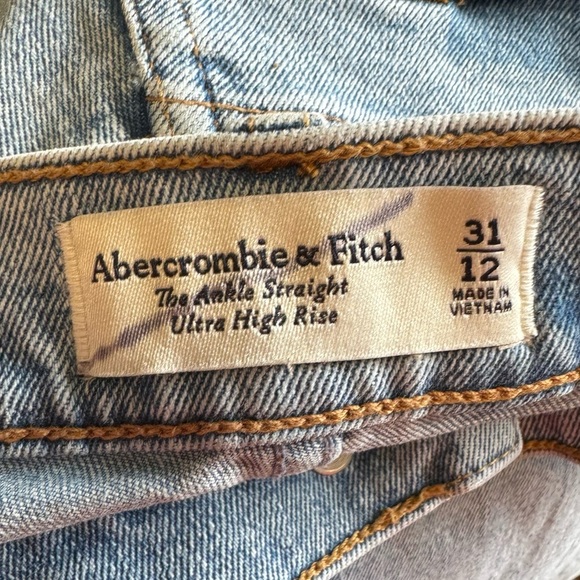 Abercrombie & Fitch
The Ankle Straight
Ultra High Rise
31
12
MADE IN
VIETNAM